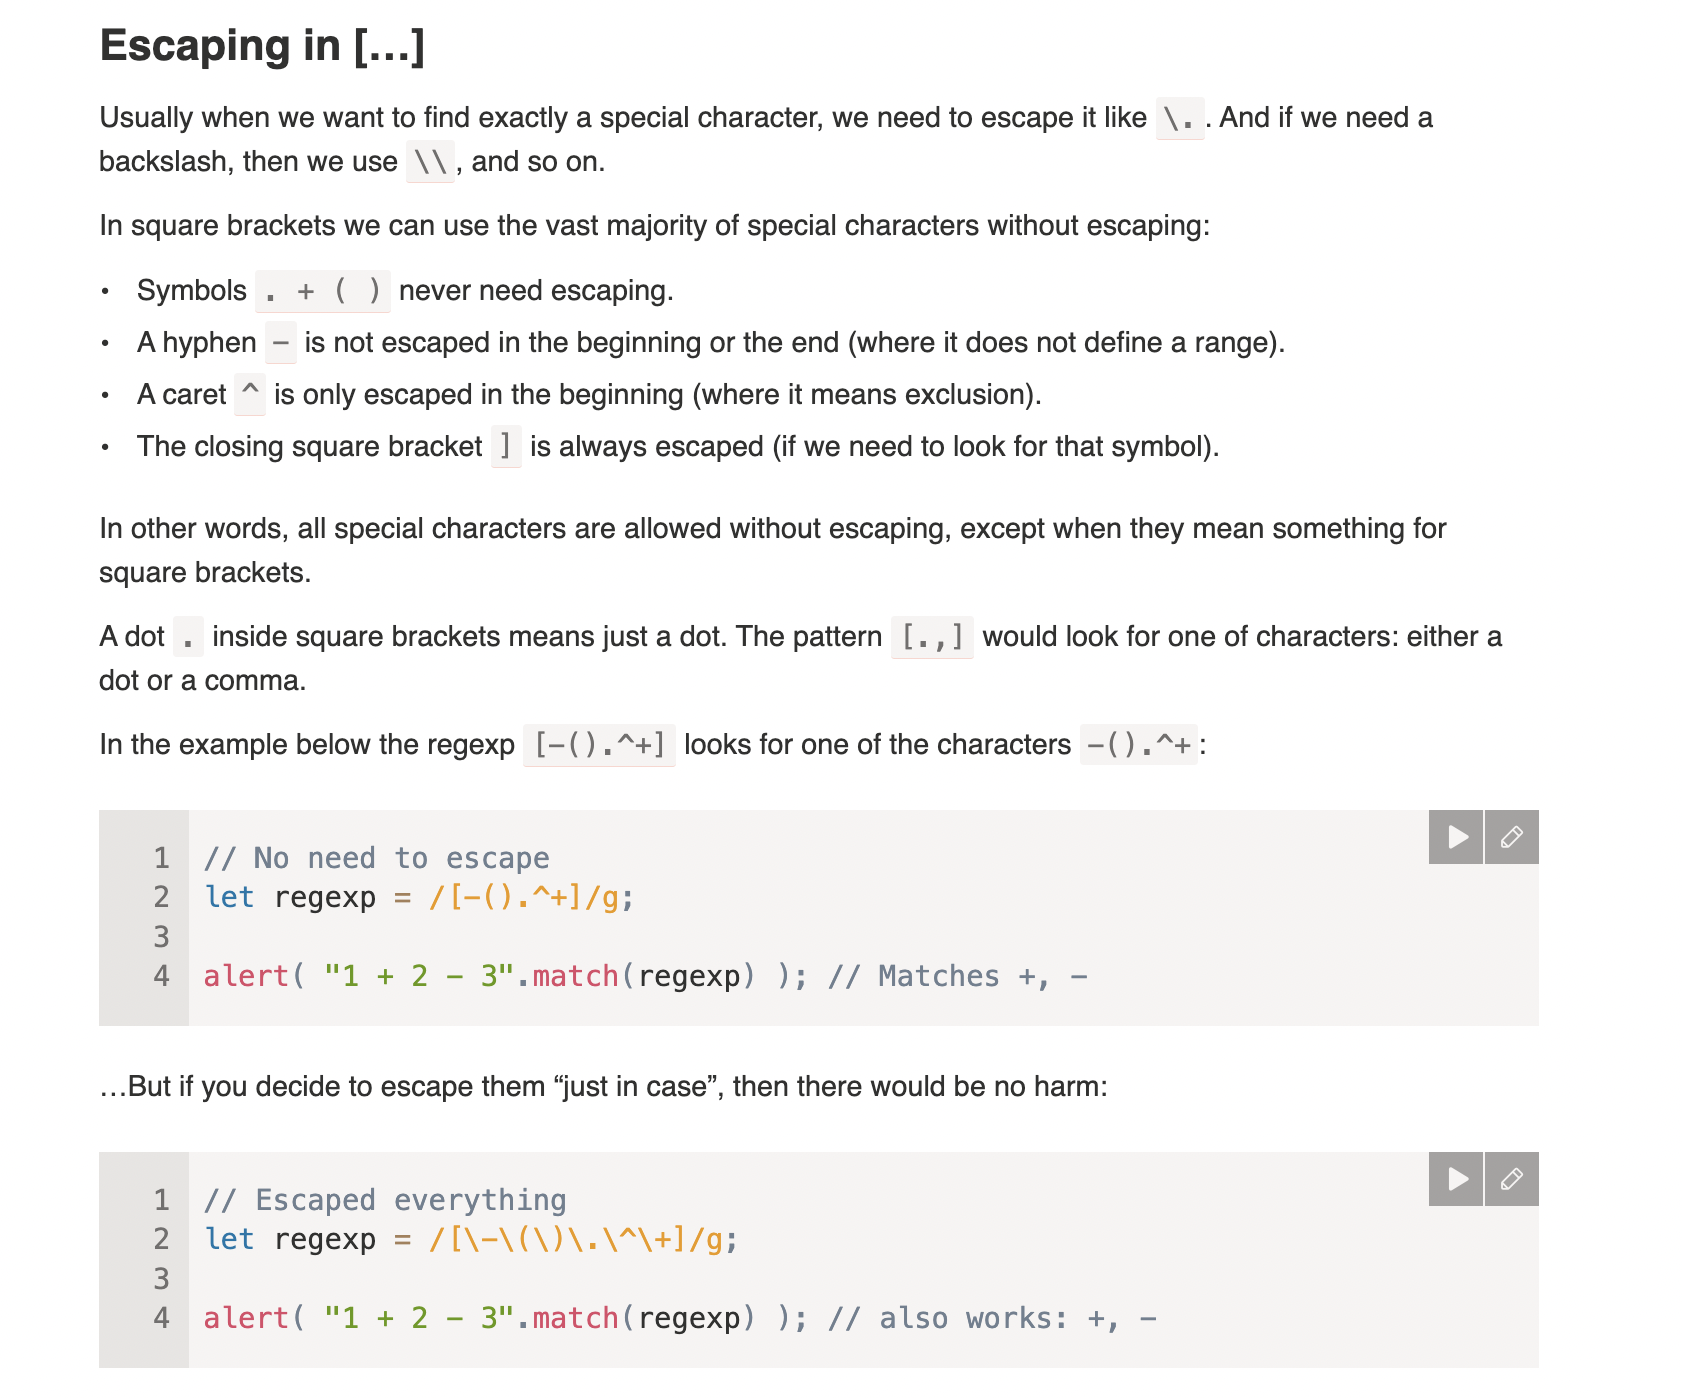 Escaping in […]
Usually when we want to find exactly a special character, we need to escape it like \. . And if we need a
backslash, then we use \\ , and so on.
In square brackets we can use the vast majority of special characters without escaping:
• Symbols . + ( ) never need escaping.
• A hyphen - is not escaped in the beginning or the end (where it does not define a range).
• A caret ^ is only escaped in the beginning (where it means exclusion).
• The closing square bracket ] is always escaped (if we need to look for that symbol).
In other words, all special characters are allowed without escaping, except when they mean something for
square brackets.
A dot . inside square brackets means just a dot. The pattern [.,] would look for one of characters: either a
dot or a comma.
In the example below the regexp [-().^+] looks for one of the characters -().^+ :
1 // No need to escape
2 let regexp = /[-().^+]/g;
3
4 alert( "1 + 2 - 3".match(regexp) ); // Matches +, -
…But if you decide to escape them “just in case”, then there would be no harm:
1 // Escaped everything
2 let regexp = /[\-\(\)\.\^\+]/g;
3
4 alert( "1 + 2 - 3".match(regexp) ); // also works: +, -